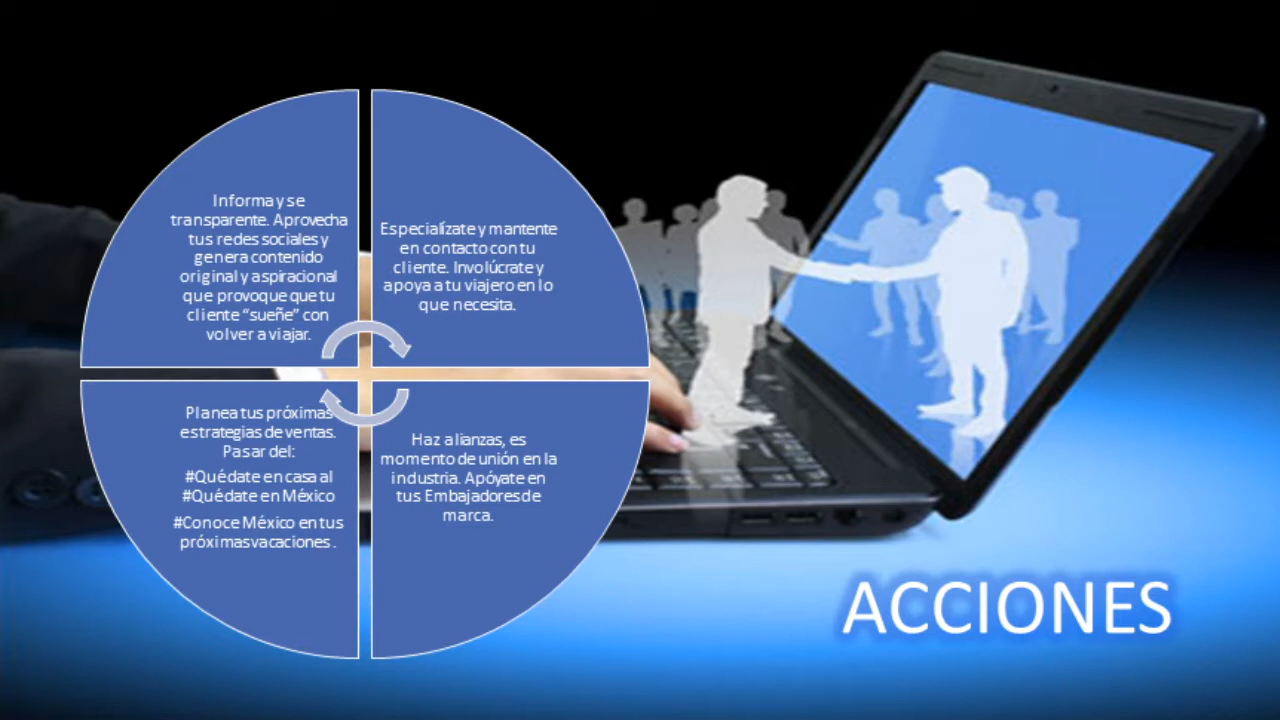 Informa y se
transparente. Aprovecha
tus redes sociales y
genera contenido
original y aspiracional
que provoque que tu
cliente “sueñe” con
volver a viajar.
Especialízate y mantente
en contacto con tu
cliente. Involúcrate y
apoya a tu viajero en lo
que necesita.
Planea tus próximas
estrategias de ventas.
Pasar del:
#Quédate en casa al
#Quédate en México
#Conoce México en tus
próximas vacaciones.
Haz alianzas, es
momento de unión en la
industria. Apóyate en
tus Embajadores de
marca.
ACCIONES